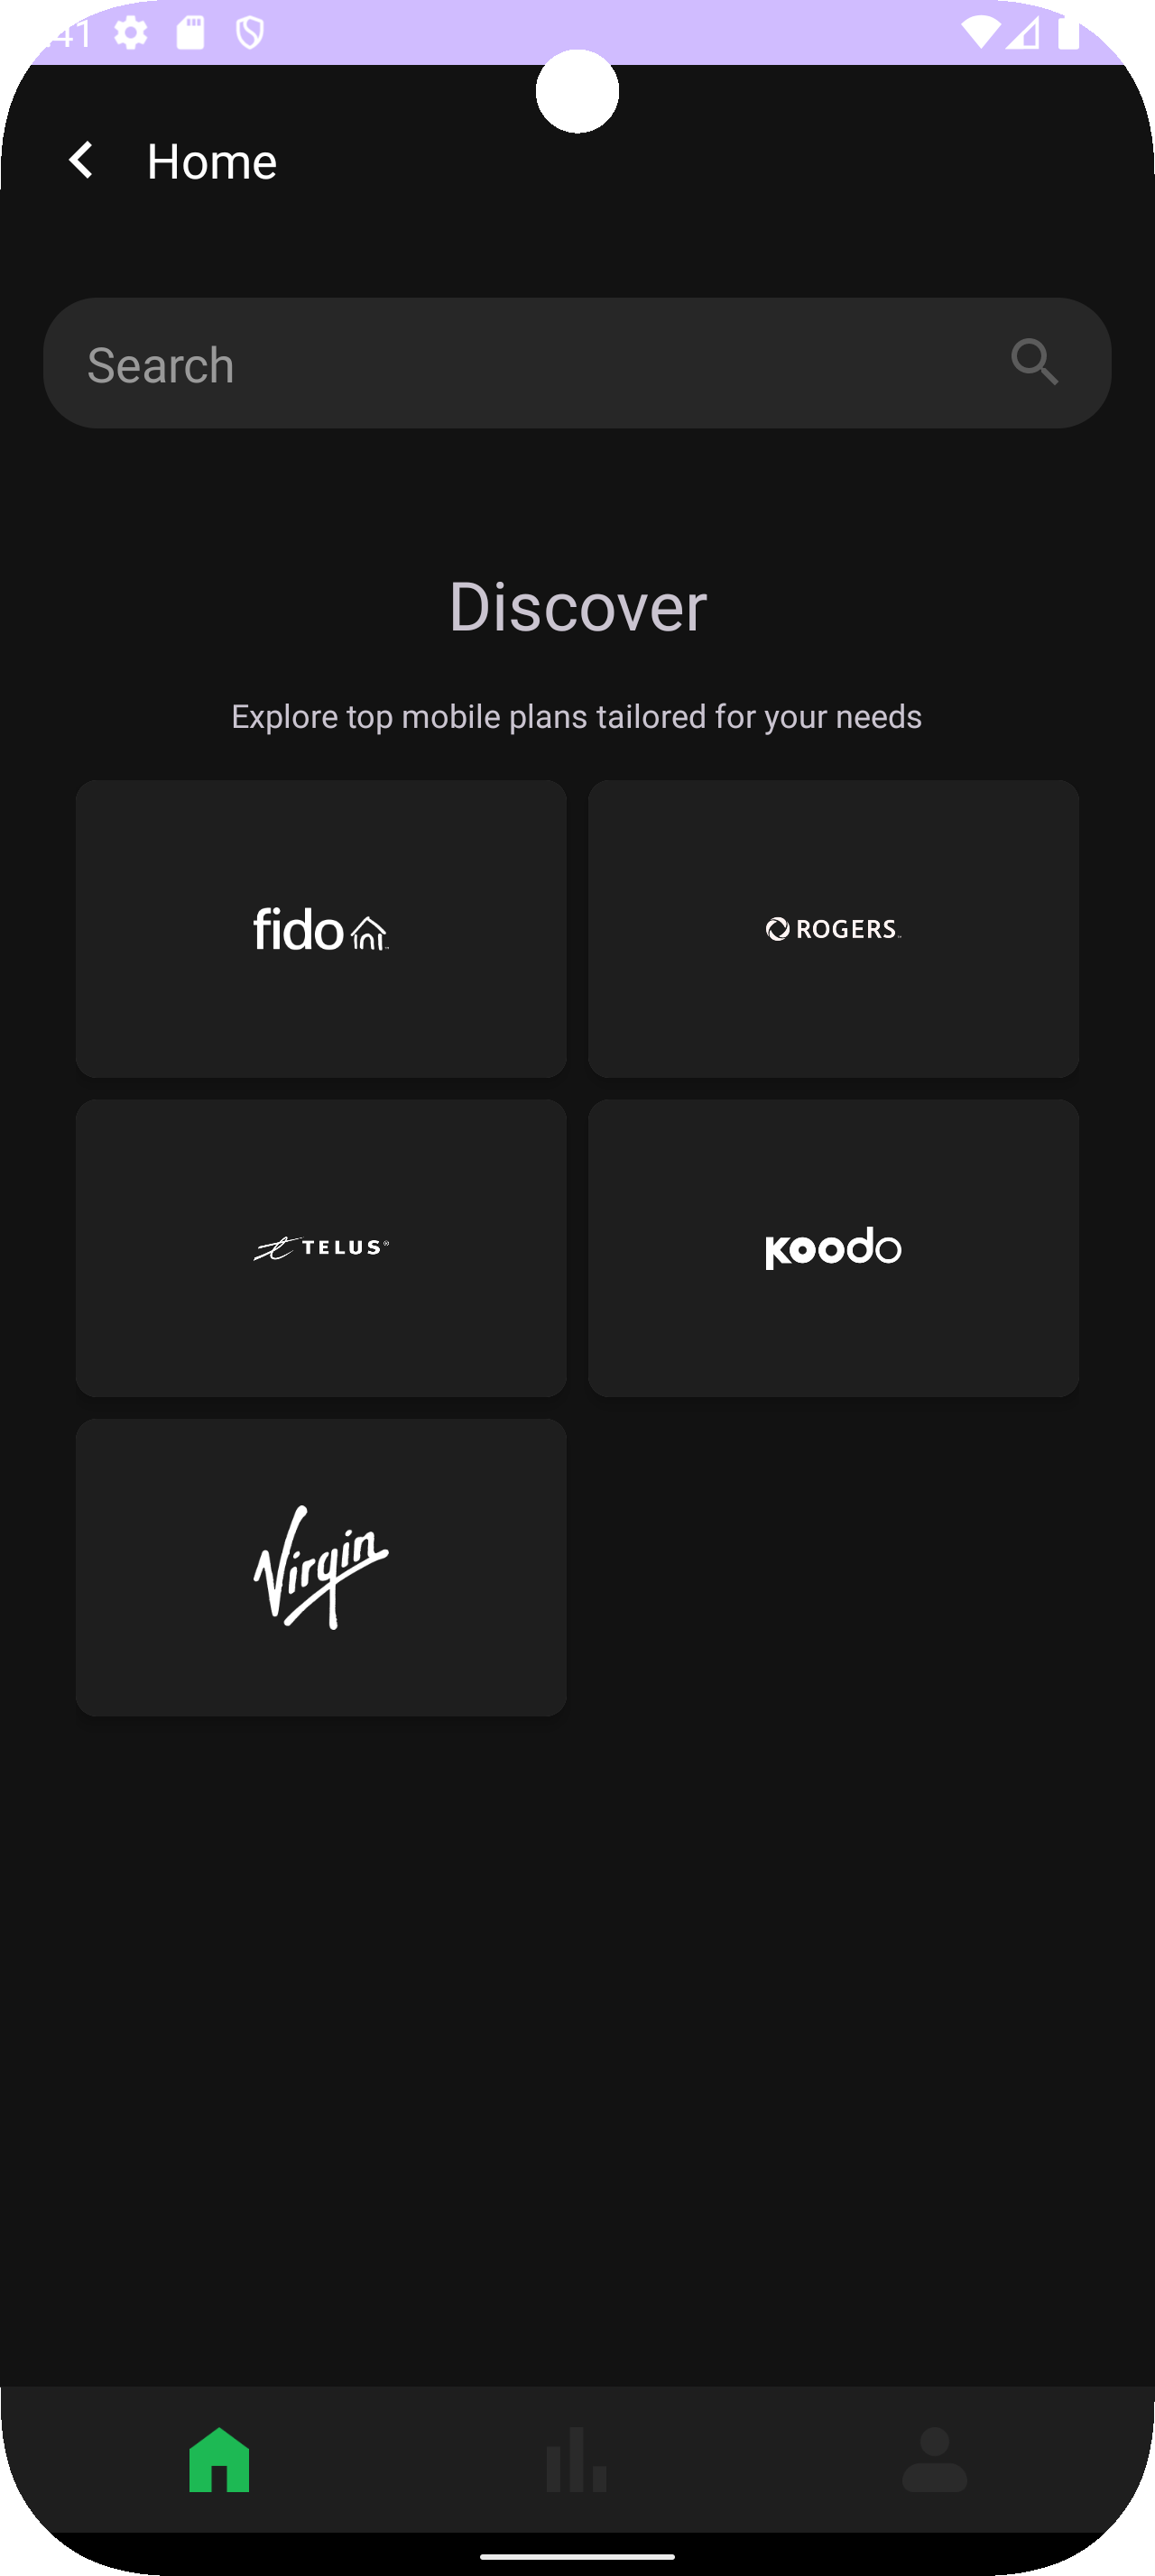 41
Home
Search
Discover
Explore top mobile plans tailored for your needs
fido
ROGERS
TELUS®
koodo
Virgin